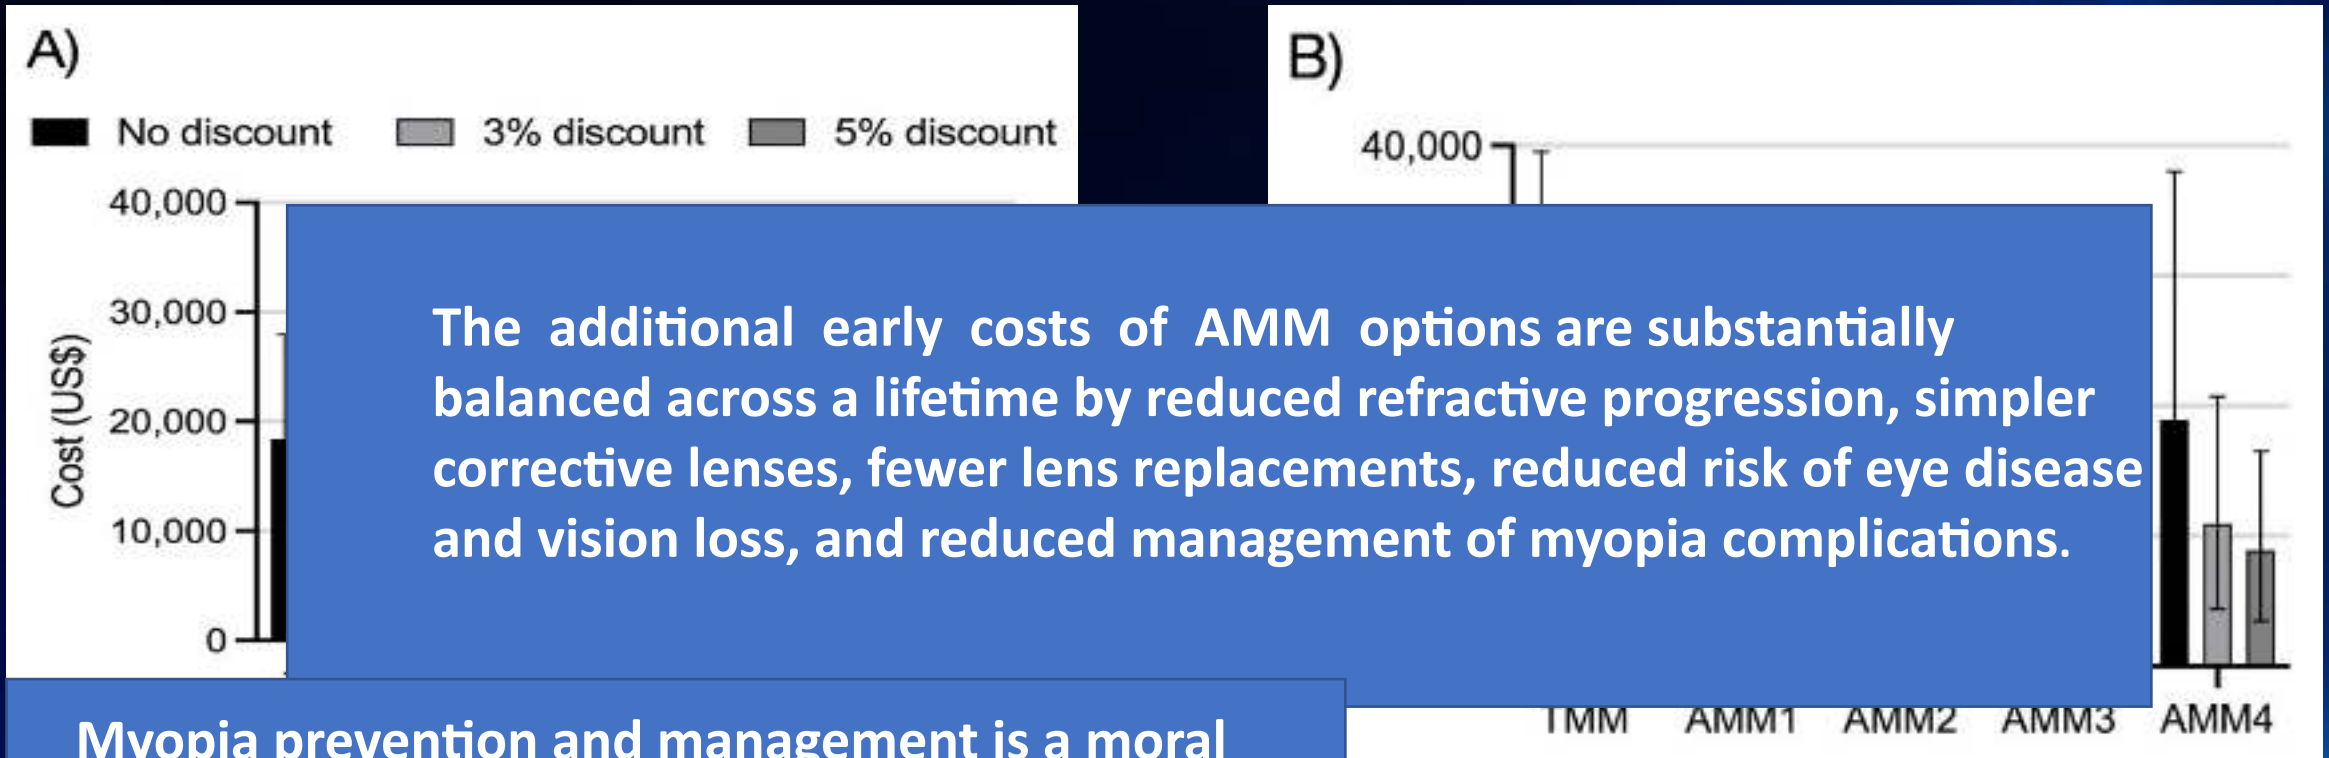 A)
No discount 3% discount 5% discount
40,000
30,000
20,000
10,000
0
Cost (US$)
B)
40,000
TMM AMM1 AMM2 AMM3 AMM4
The additional early costs of AMM options are substantially
balanced across a lifetime by reduced refractive progression, simpler
corrective lenses, fewer lens replacements, reduced risk of eye disease
and vision loss, and reduced management of myopia complications.
Myopia prevention and management is a moral